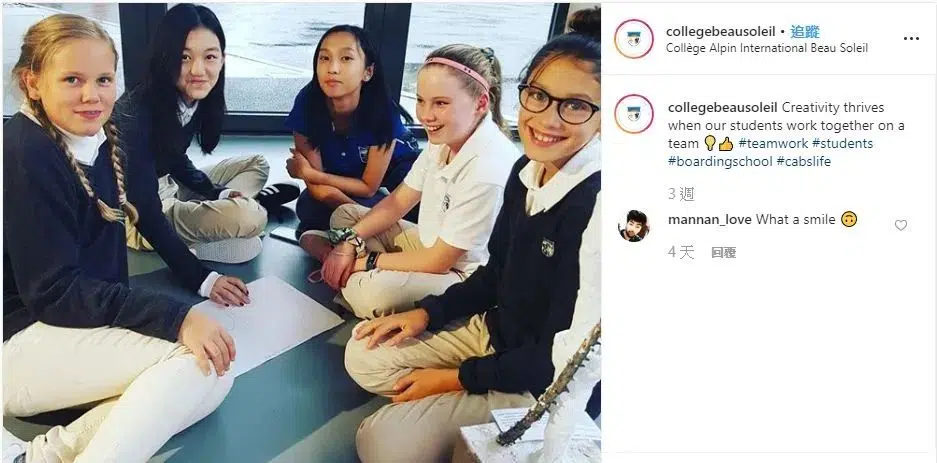 collegebeausoleil • 追蹤
Collège Alpin International Beau Soleil
collegebeausoleil Creativity thrives
when our students work together on a
team 💡👍 #teamwork #students
#boardingschool #cabslife
3 週
mannan_love What a smile 🙃
4 天 回覆